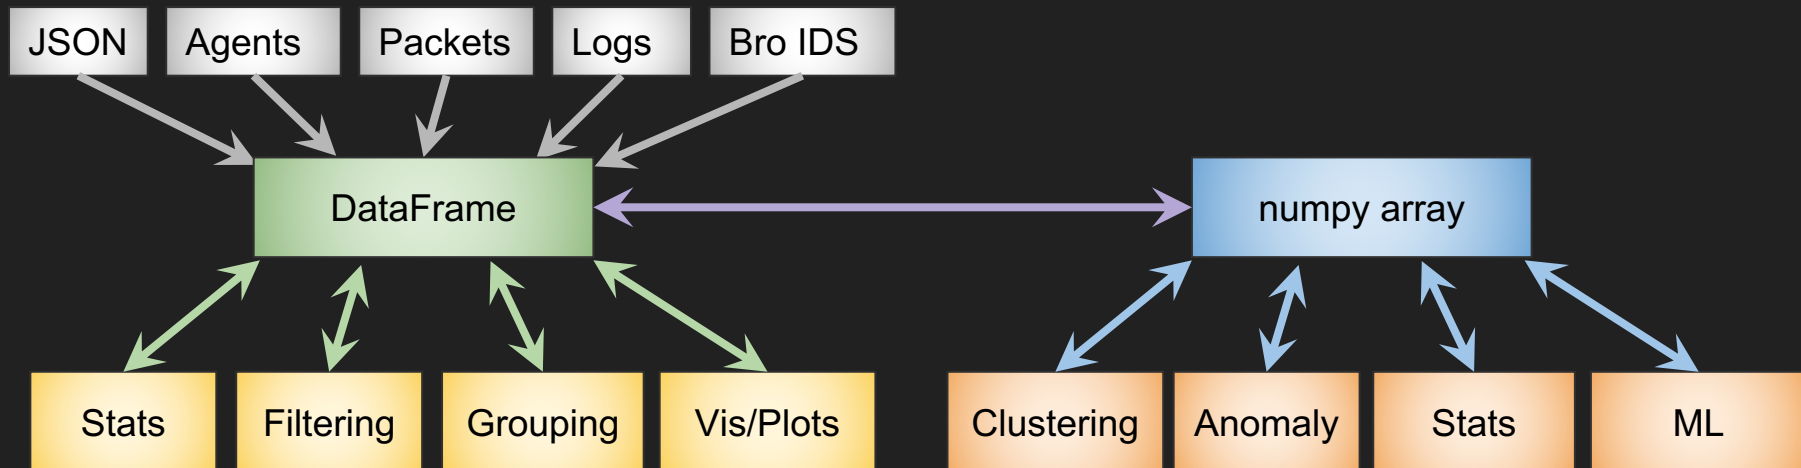 JSON
Agents
Packets
Logs
Bro IDS
DataFrame
numpy array
Stats
Filtering
Grouping
Vis/Plots
Clustering
Anomaly
Stats
ML